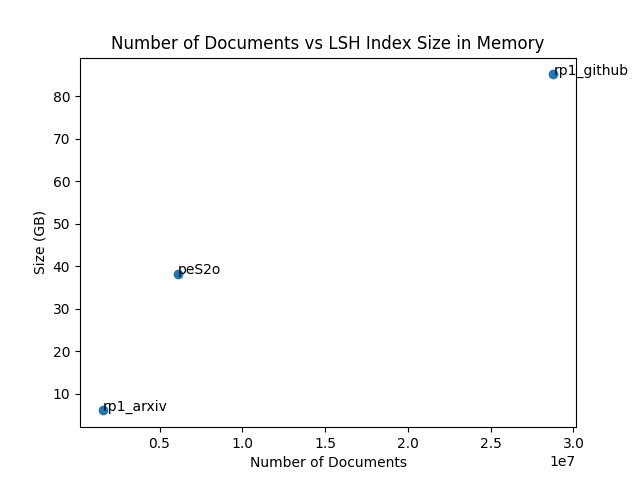 Number of Documents vs LSH Index Size in Memory
rp1_github
80
70
60
50
Size (GB)
40
peS2o
30
20
10
rp1_arxiv
0.5
1.0
1.5
2.0
2.5
3.0
Number of Documents
1e7